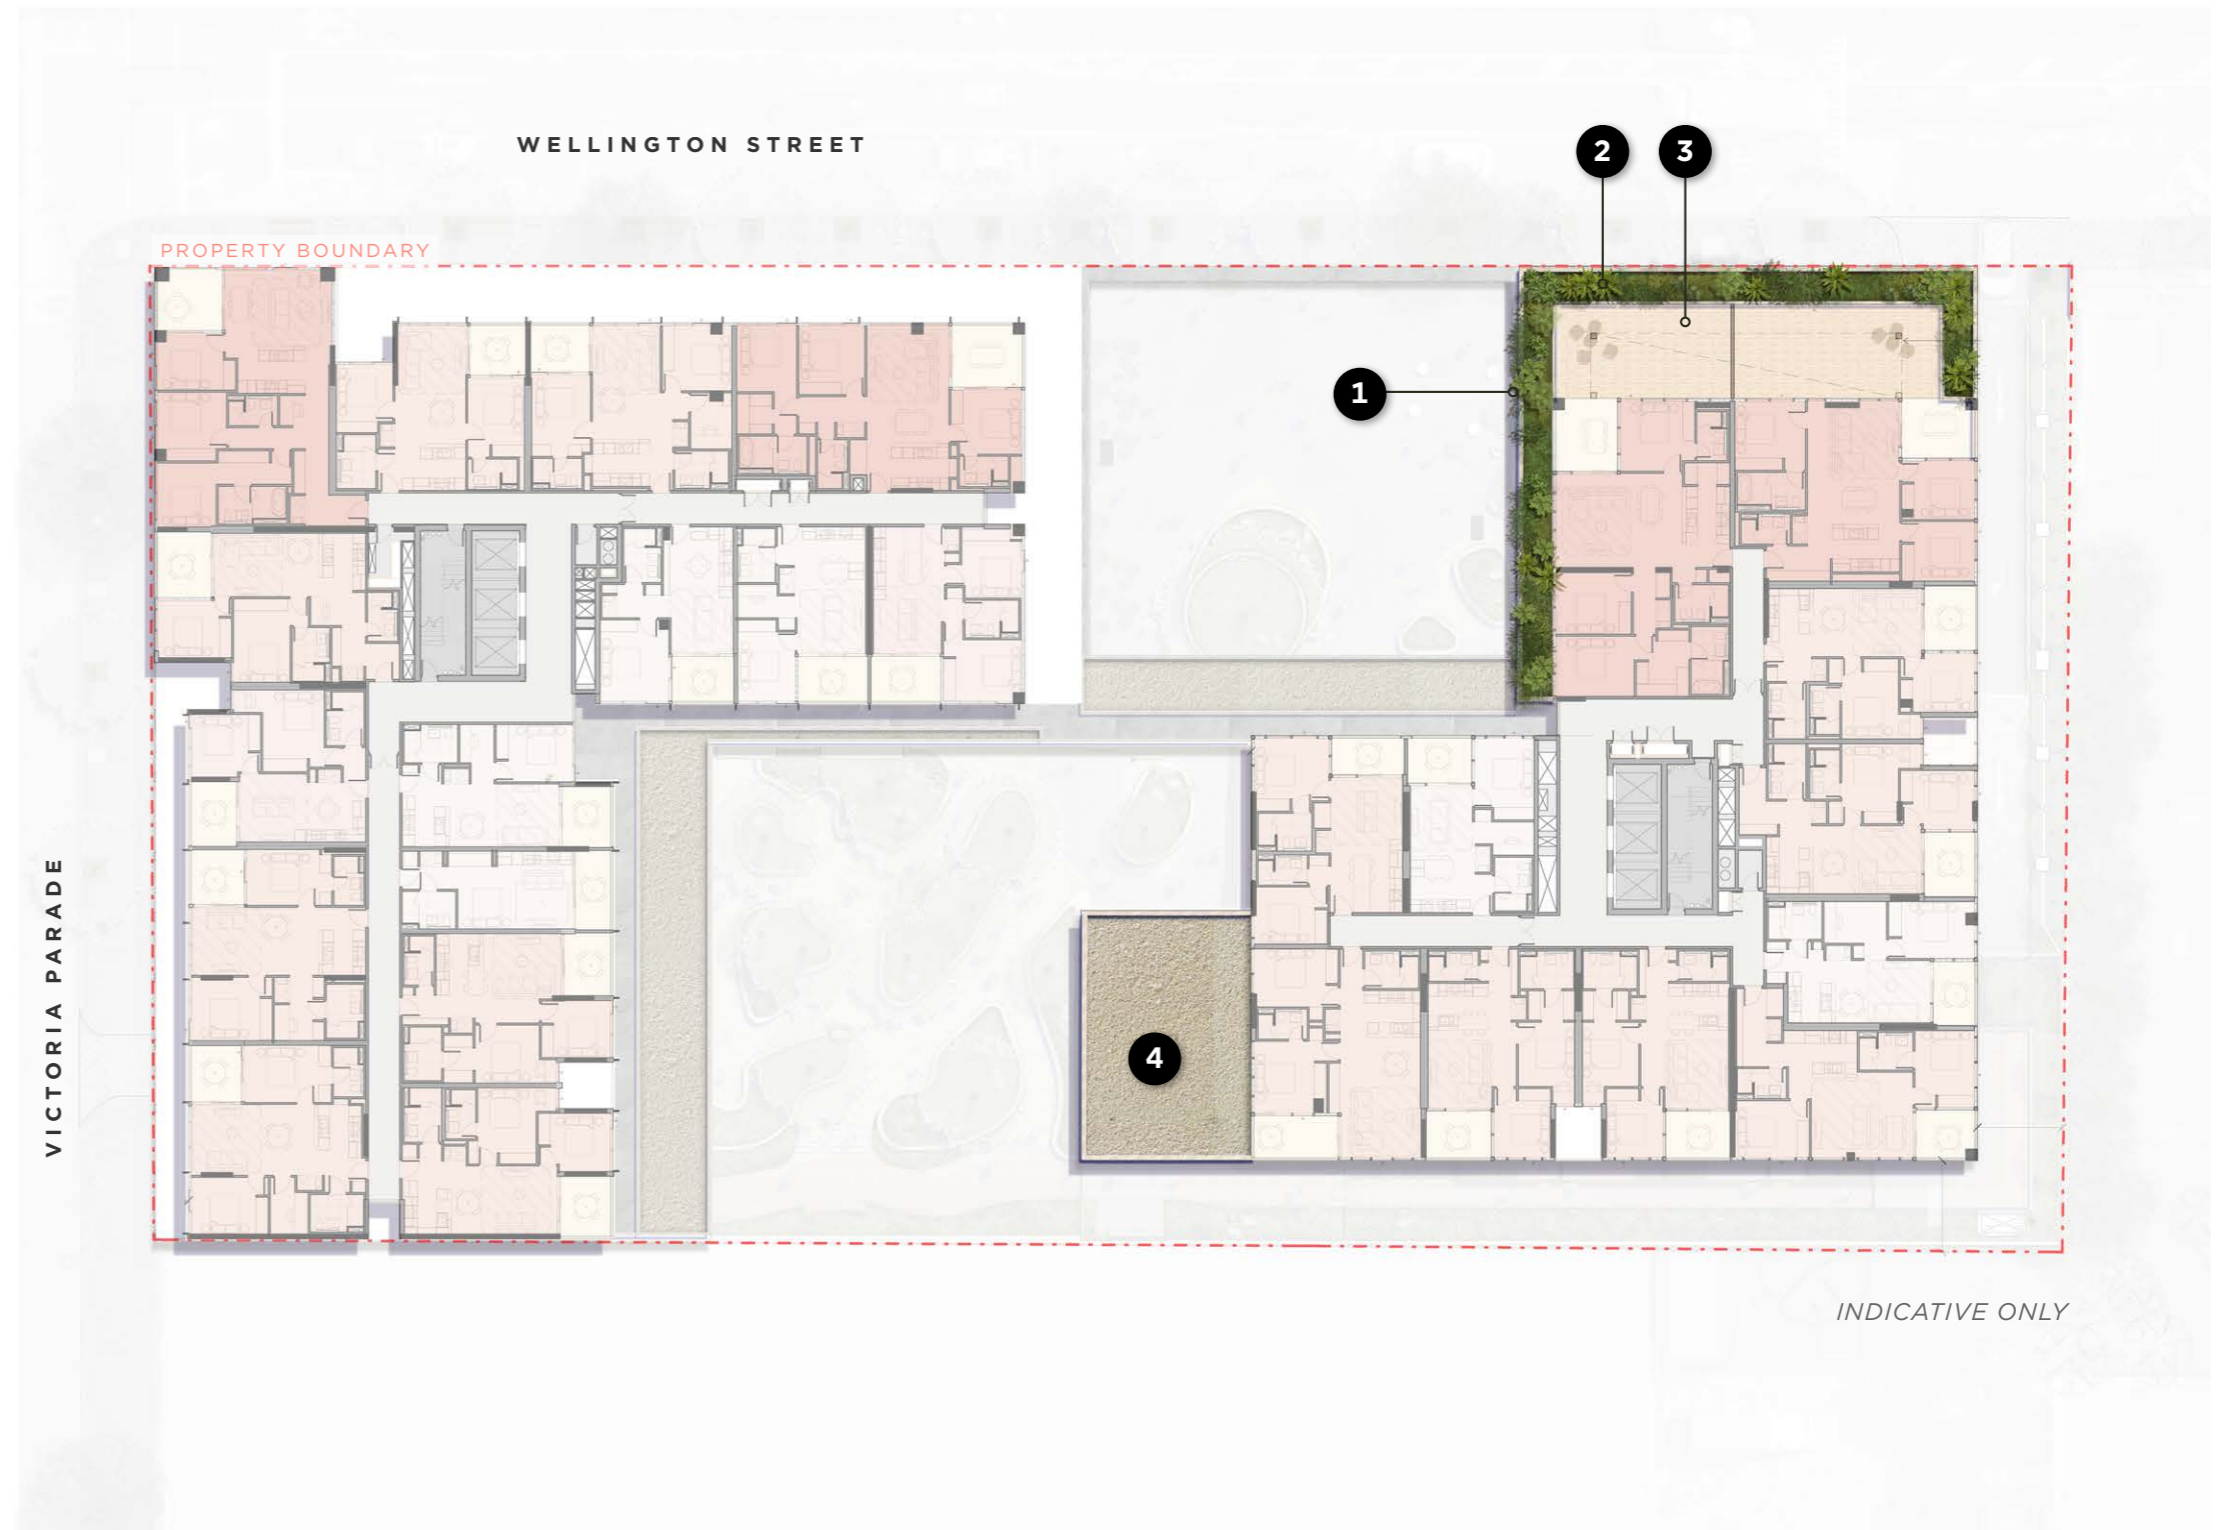 WELLINGTON STREET
2
3
PROPERTY BOUNDARY
1
VICTORIA PARADE
4
INDICATIVE ONLY